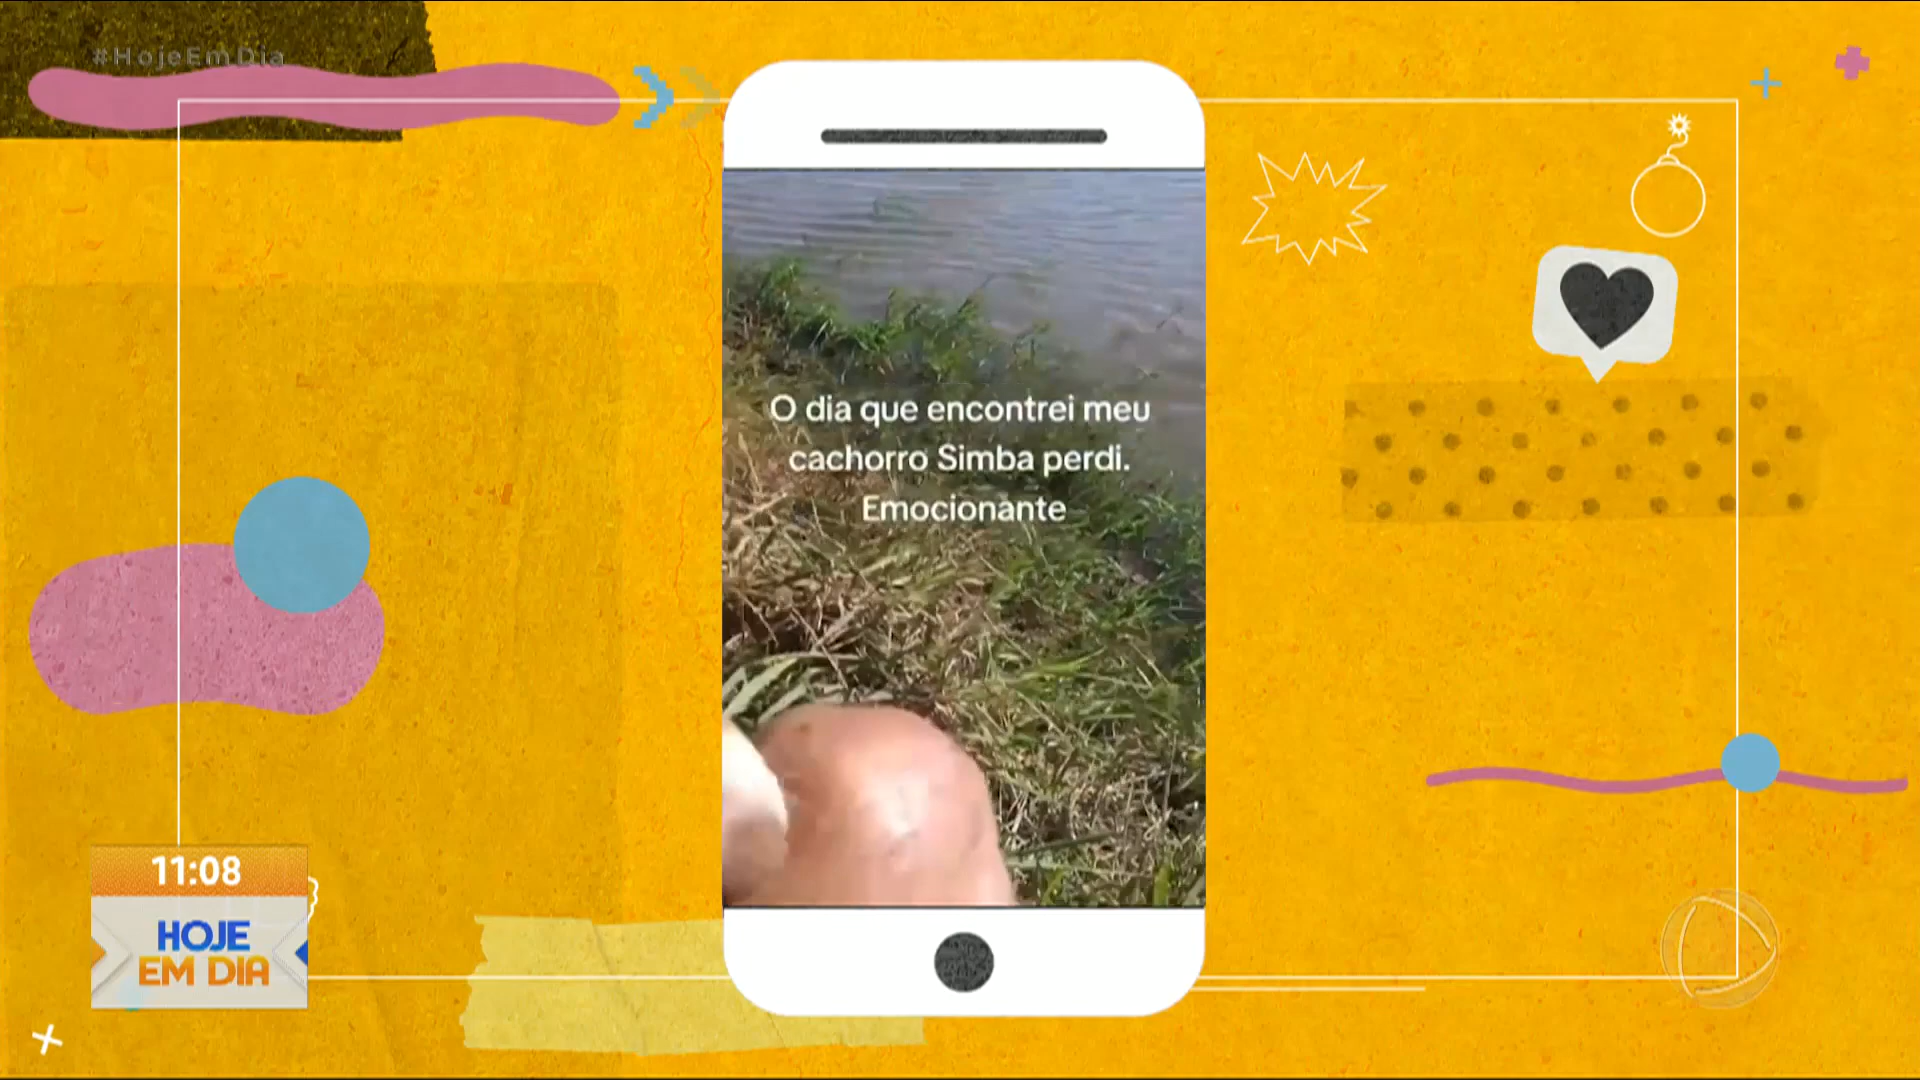 #HojeEmDia
O dia que encontrei meu
cachorro Simba perdi.
Emocionante
11:08
HOJE
EM DIA